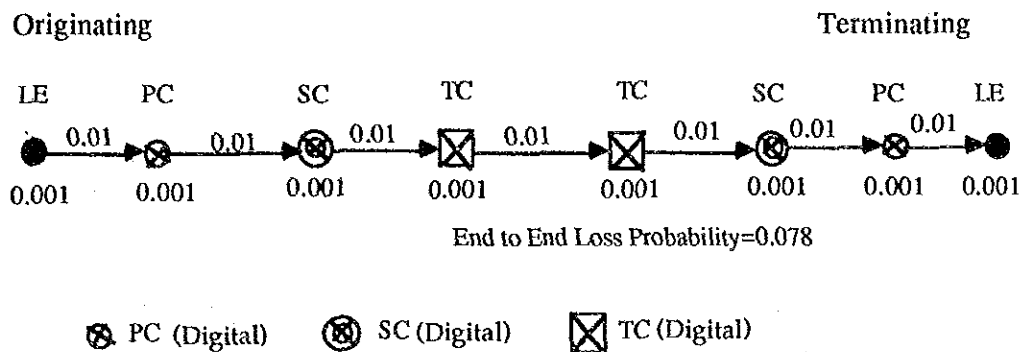 Originating Terminating
LE PC SC TC TC SC PC LE
0.01 0.01 0.01 0.01 0.01 0.01 0.01
0.001 0.001 0.001 0.001 0.001 0.001 0.001 0.001
End to End Loss Probability=0.078
PC (Digital) SC (Digital) TC (Digital)